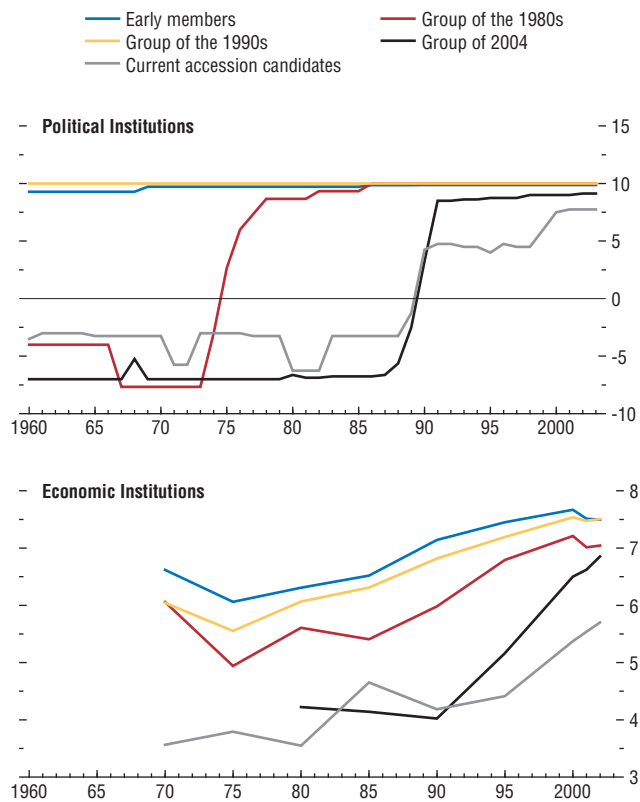 Early members
Group of the 1980s
Group of the 1990s
Group of 2004
Current accession candidates
Political Institutions
15
10
5
0
-5
-10
1960 65 70 75 80 85 90 95 2000
Economic Institutions
8
7
6
5
4
3
1960 65 70 75 80 85 90 95 2000